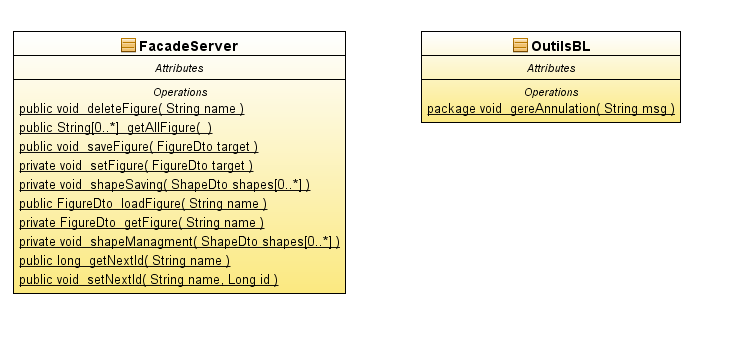 FacadeServer
Attributes
Operations
public void deleteFigure( String name )
public String[0..*] getAllFigure( )
public void saveFigure( FigureDto target )
private void setFigure( FigureDto target )
private void shapeSaving( ShapeDto shapes[0..*] )
public FigureDto loadFigure( String name )
private FigureDto getFigure( String name )
private void shapeManagment( ShapeDto shapes[0..*] )
public long getNextId( String name )
public void setNextId( String name, Long id )
OutilsBL
Attributes
Operations
package void gereAnnulation( String msg )